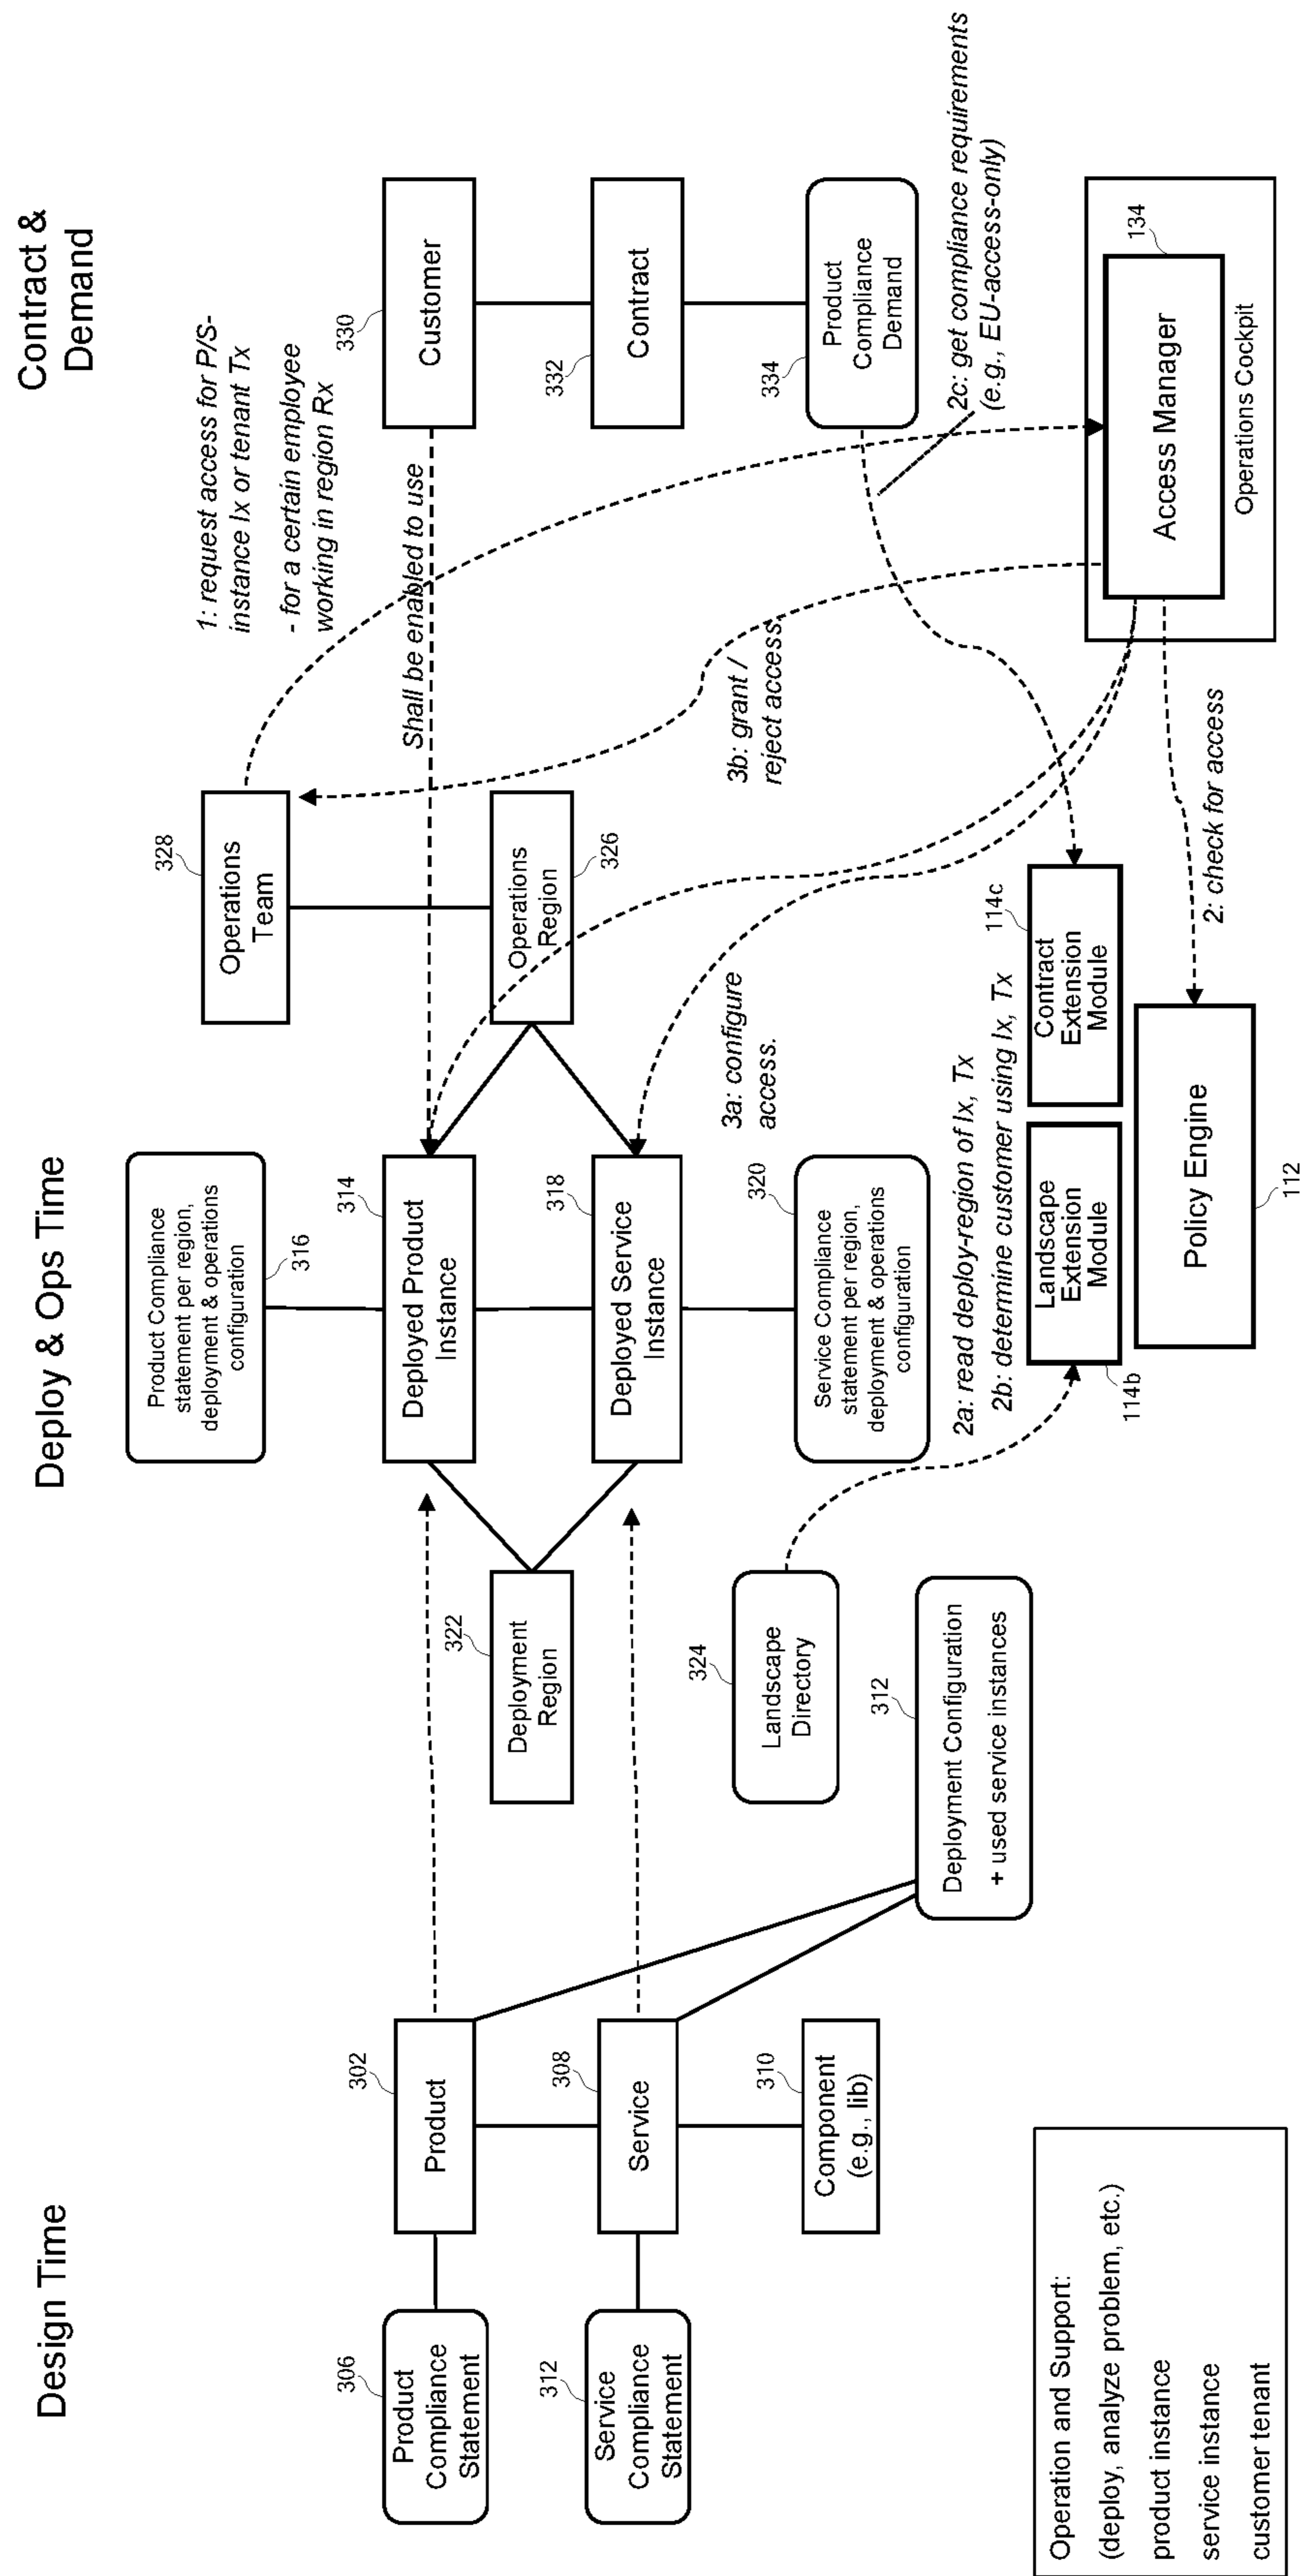 Design Time
Deploy & Ops Time
Contract &
Demand
306
Product
Compliance
Statement
302
Product
312
Service
Compliance
Statement
308
Service
310
Component
(e.g., lib)
Operation and Support:
(deploy, analyze problem, etc.)
product instance
service instance
customer tenant
Product Compliance
statement per region,
deployment & operations
configuration
316
314
Deployed Product
Instance
318
Deployed Service
Instance
320
Service Compliance
statement per region,
deployment & operations
configuration
322
Deployment
Region
324
Landscape
Directory
312
Deployment Configuration
+ used service instances
328
Operations
Team
326
Operations
Region
1: request access for P/S-
instance Ix or tenant Tx
- for a certain employee
working in region Rx
Shall be enabled to use
330
Customer
332
Contract
334
Product
Compliance
Demand
2c: get compliance requirements
(e.g., EU-access-only)
3b: grant /
reject access.
3a: configure
access.
2a: read deploy-region of Ix, Tx
2b: determine customer using Ix, Tx
114b
Landscape
Extension
Module
114c
Contract
Extension
Module
Policy Engine
112
2: check for access
134
Access Manager
Operations Cockpit